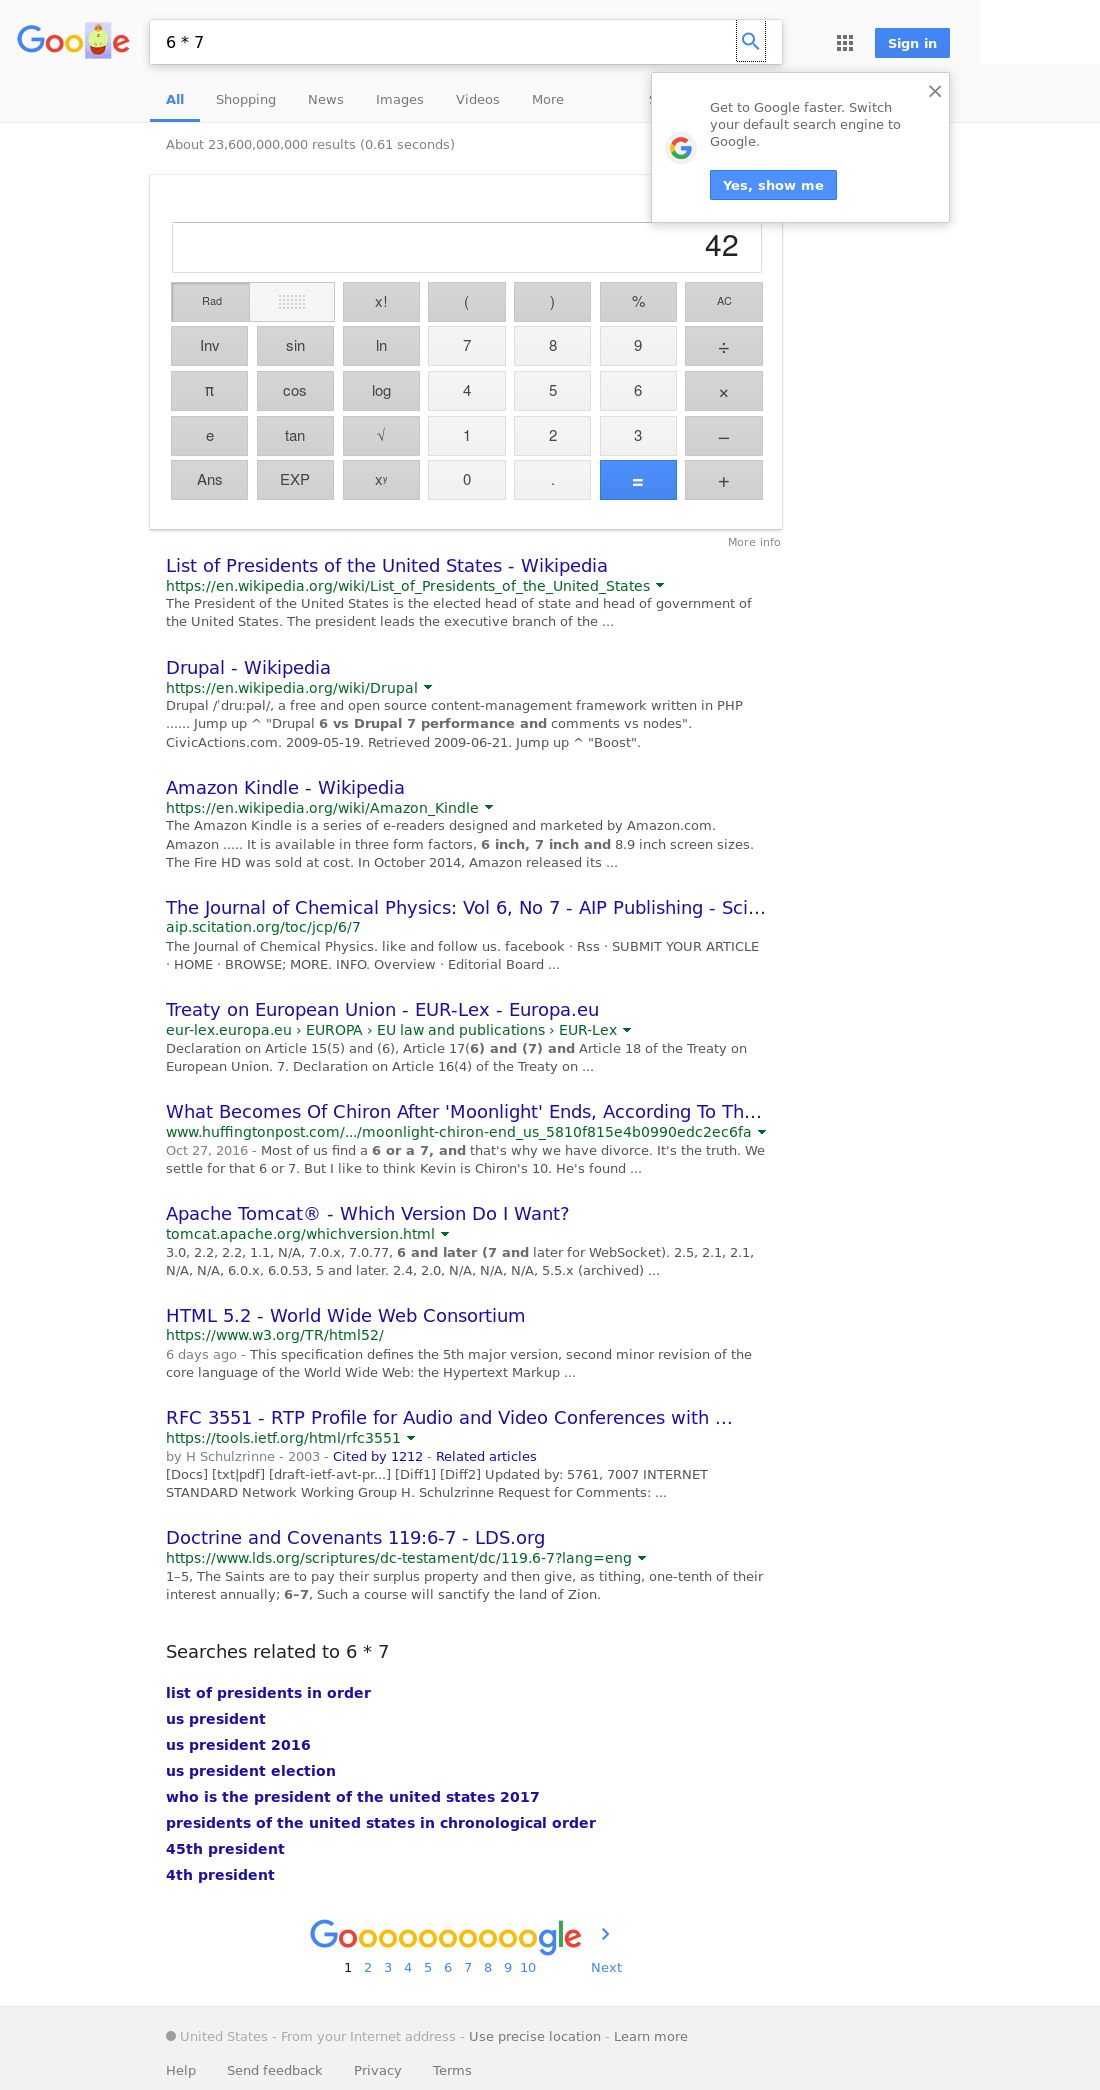 Google
6 * 7
Sign in
All Shopping News Images Videos More
Get to Google faster. Switch
your default search engine to
Google.
Yes, show me
About 23,600,000,000 results (0.61 seconds)
42
Rad x! ( ) % AC
Inv sin ln 7 8 9 ÷
π cos log 4 5 6 ×
e tan √ 1 2 3 −
Ans EXP xy 0 . = +
More info
List of Presidents of the United States - Wikipedia
https://en.wikipedia.org/wiki/List_of_Presidents_of_the_United_States
The President of the United States is the elected head of state and head of government of
the United States. The president leads the executive branch of the ...
Drupal - Wikipedia
https://en.wikipedia.org/wiki/Drupal
Drupal /ˈdruːpəl/, a free and open source content-management framework written in PHP
...... Jump up ^ "Drupal 6 vs Drupal 7 performance and comments vs nodes".
CivicActions.com. 2009-05-19. Retrieved 2009-06-21. Jump up ^ "Boost".
Amazon Kindle - Wikipedia
https://en.wikipedia.org/wiki/Amazon_Kindle
The Amazon Kindle is a series of e-readers designed and marketed by Amazon.com.
Amazon ..... It is available in three form factors, 6 inch, 7 inch and 8.9 inch screen sizes.
The Fire HD was sold at cost. In October 2014, Amazon released its ...
The Journal of Chemical Physics: Vol 6, No 7 - AIP Publishing - Sci...
aip.scitation.org/toc/jcp/6/7
The Journal of Chemical Physics. like and follow us. facebook · Rss · SUBMIT YOUR ARTICLE
· HOME · BROWSE; MORE. INFO. Overview · Editorial Board ...
Treaty on European Union - EUR-Lex - Europa.eu
eur-lex.europa.eu › EUROPA › EU law and publications › EUR-Lex
Declaration on Article 15(5) and (6), Article 17(6) and (7) and Article 18 of the Treaty on
European Union. 7. Declaration on Article 16(4) of the Treaty on ...
What Becomes Of Chiron After 'Moonlight' Ends, According To Th...
www.huffingtonpost.com/.../moonlight-chiron-end_us_5810f815e4b0990edc2ec6fa
Oct 27, 2016 - Most of us find a 6 or a 7, and that's why we have divorce. It's the truth. We
settle for that 6 or 7. But I like to think Kevin is Chiron's 10. He's found ...
Apache Tomcat® - Which Version Do I Want?
tomcat.apache.org/whichversion.html
3.0, 2.2, 2.2, 1.1, N/A, 7.0.x, 7.0.77, 6 and later (7 and later for WebSocket). 2.5, 2.1, 2.1,
N/A, N/A, 6.0.x, 6.0.53, 5 and later. 2.4, 2.0, N/A, N/A, N/A, 5.5.x (archived) ...
HTML 5.2 - World Wide Web Consortium
https://www.w3.org/TR/html52/
6 days ago - This specification defines the 5th major version, second minor revision of the
core language of the World Wide Web: the Hypertext Markup ...
RFC 3551 - RTP Profile for Audio and Video Conferences with ...
https://tools.ietf.org/html/rfc3551
by H Schulzrinne - 2003 - Cited by 1212 - Related articles
[Docs] [txt|pdf] [draft-ietf-avt-pr...] [Diff1] [Diff2] Updated by: 5761, 7007 INTERNET
STANDARD Network Working Group H. Schulzrinne Request for Comments: ...
Doctrine and Covenants 119:6-7 - LDS.org
https://www.lds.org/scriptures/dc-testament/dc/119.6-7?lang=eng
1–5, The Saints are to pay their surplus property and then give, as tithing, one-tenth of their
interest annually; 6–7, Such a course will sanctify the land of Zion.
Searches related to 6 * 7
list of presidents in order
us president
us president 2016
us president election
who is the president of the united states 2017
presidents of the united states in chronological order
45th president
4th president
Goooooooooogle
1 2 3 4 5 6 7 8 9 10 Next
United States - From your Internet address - Use precise location - Learn more
Help Send feedback Privacy Terms